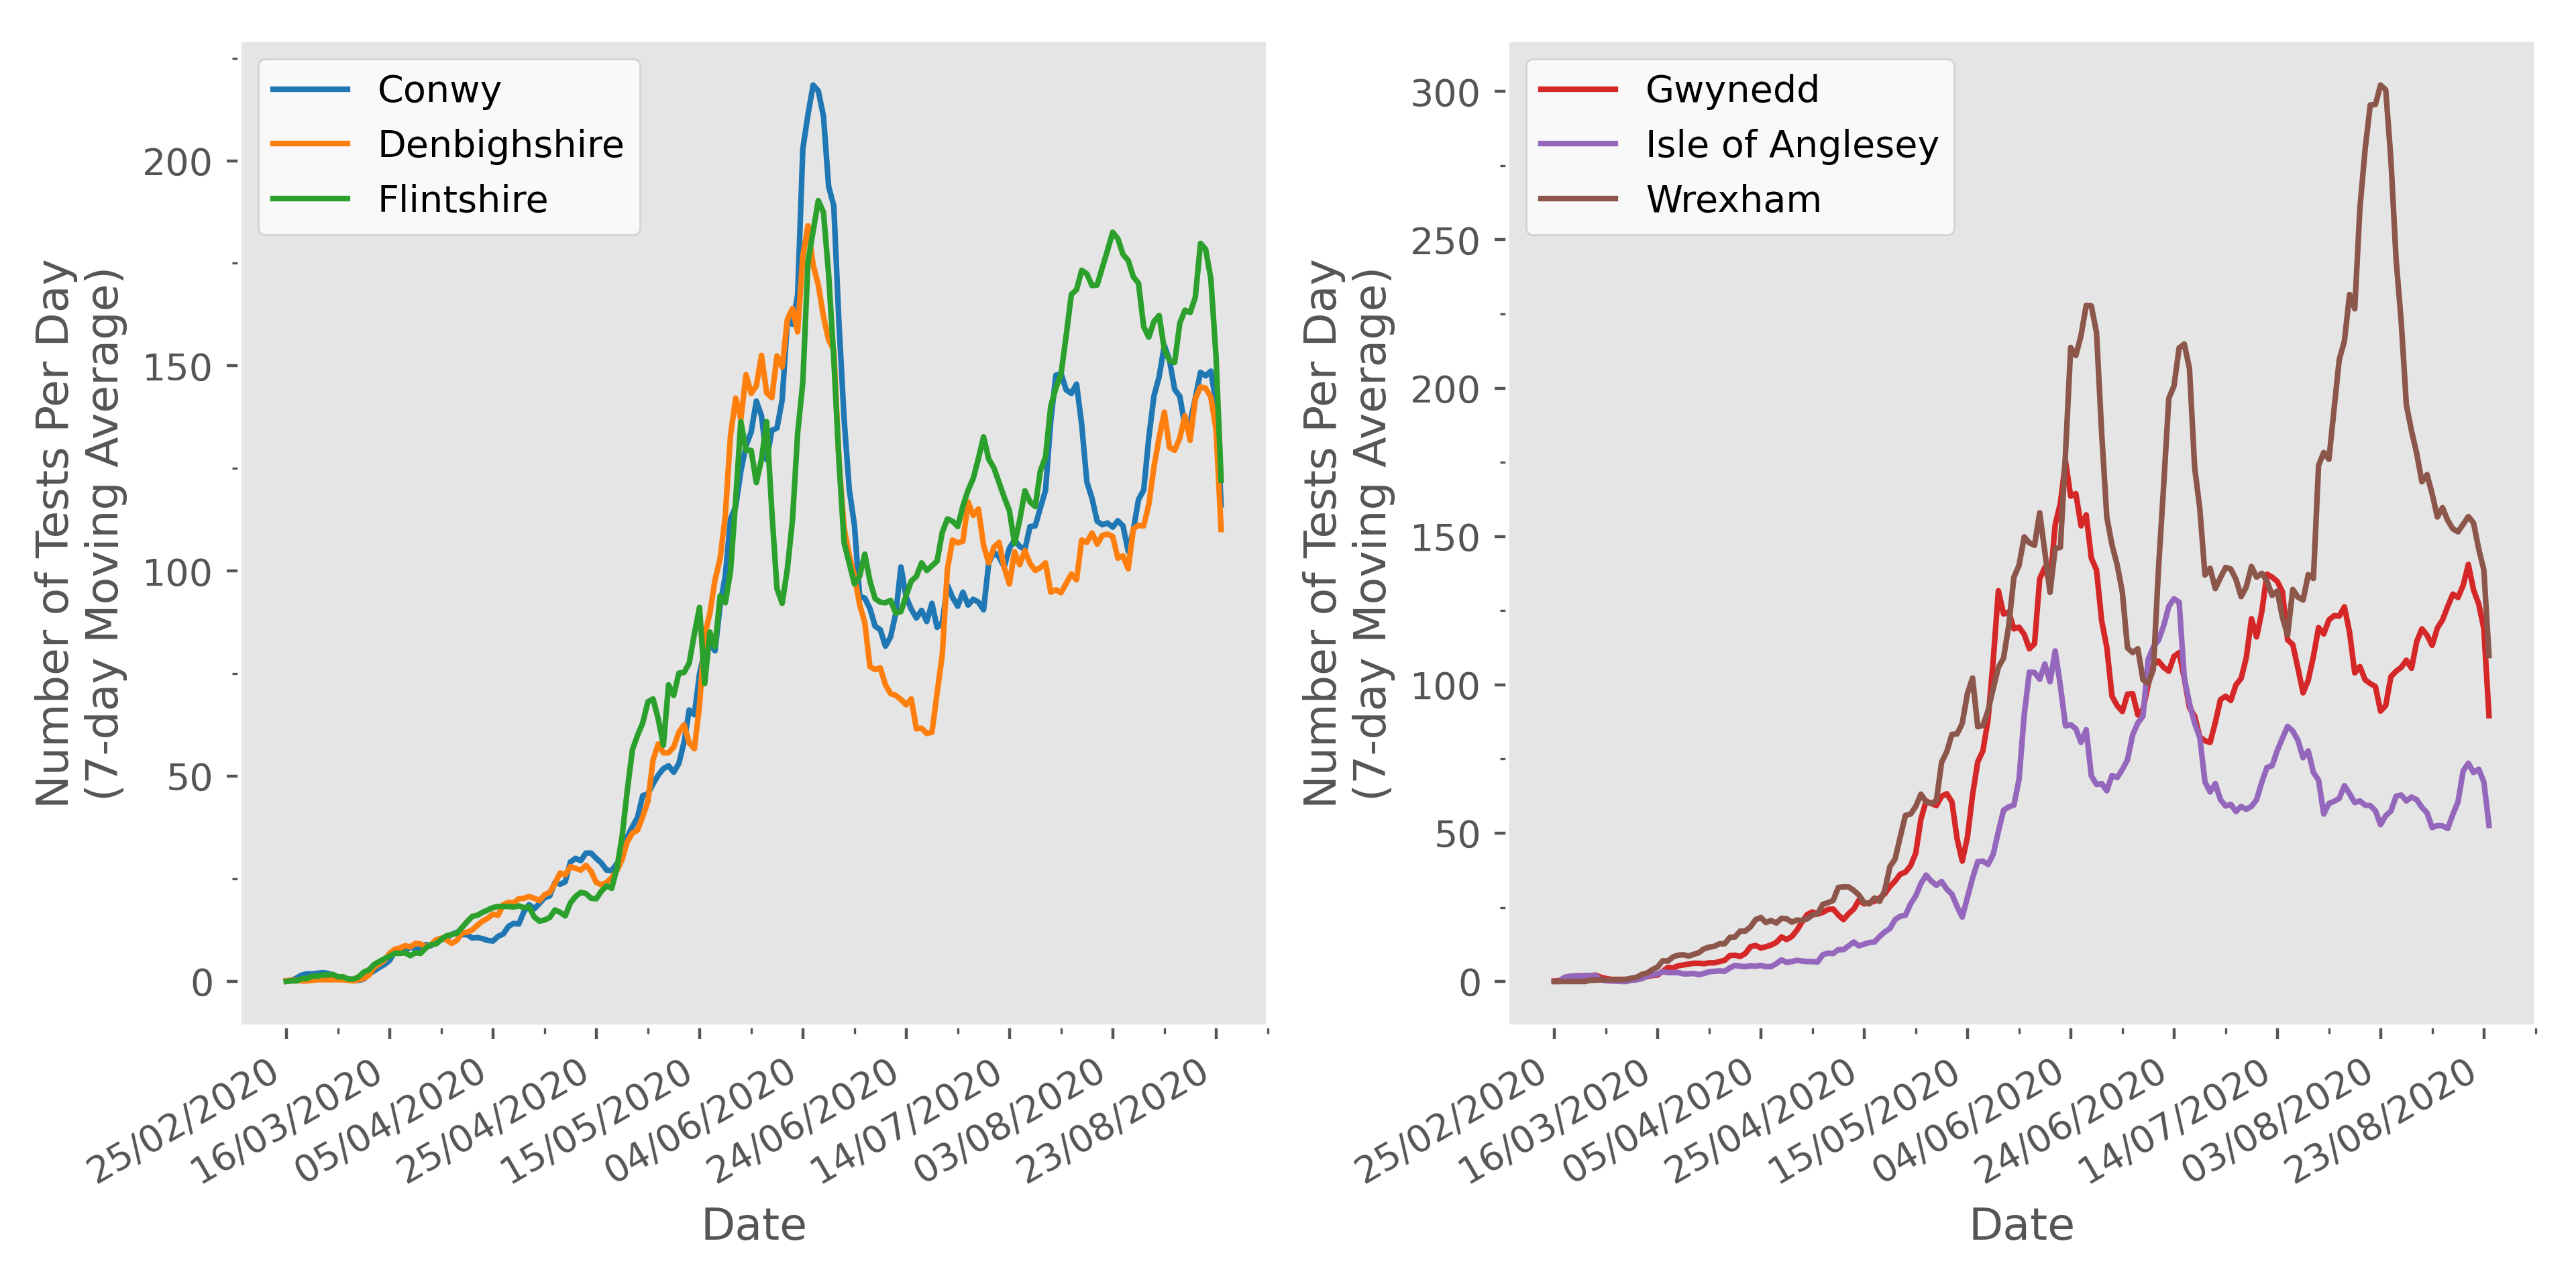 Number of Tests Per Day
(7-day Moving Average)
200
150
100
50
0
Conwy
Denbighshire
Flintshire
25/02/2020
16/03/2020
05/04/2020
25/04/2020
15/05/2020
04/06/2020
24/06/2020
14/07/2020
03/08/2020
23/08/2020
Date
Number of Tests Per Day
(7-day Moving Average)
300
250
200
150
100
50
0
Gwynedd
Isle of Anglesey
Wrexham
25/02/2020
16/03/2020
05/04/2020
25/04/2020
15/05/2020
04/06/2020
24/06/2020
14/07/2020
03/08/2020
23/08/2020
Date